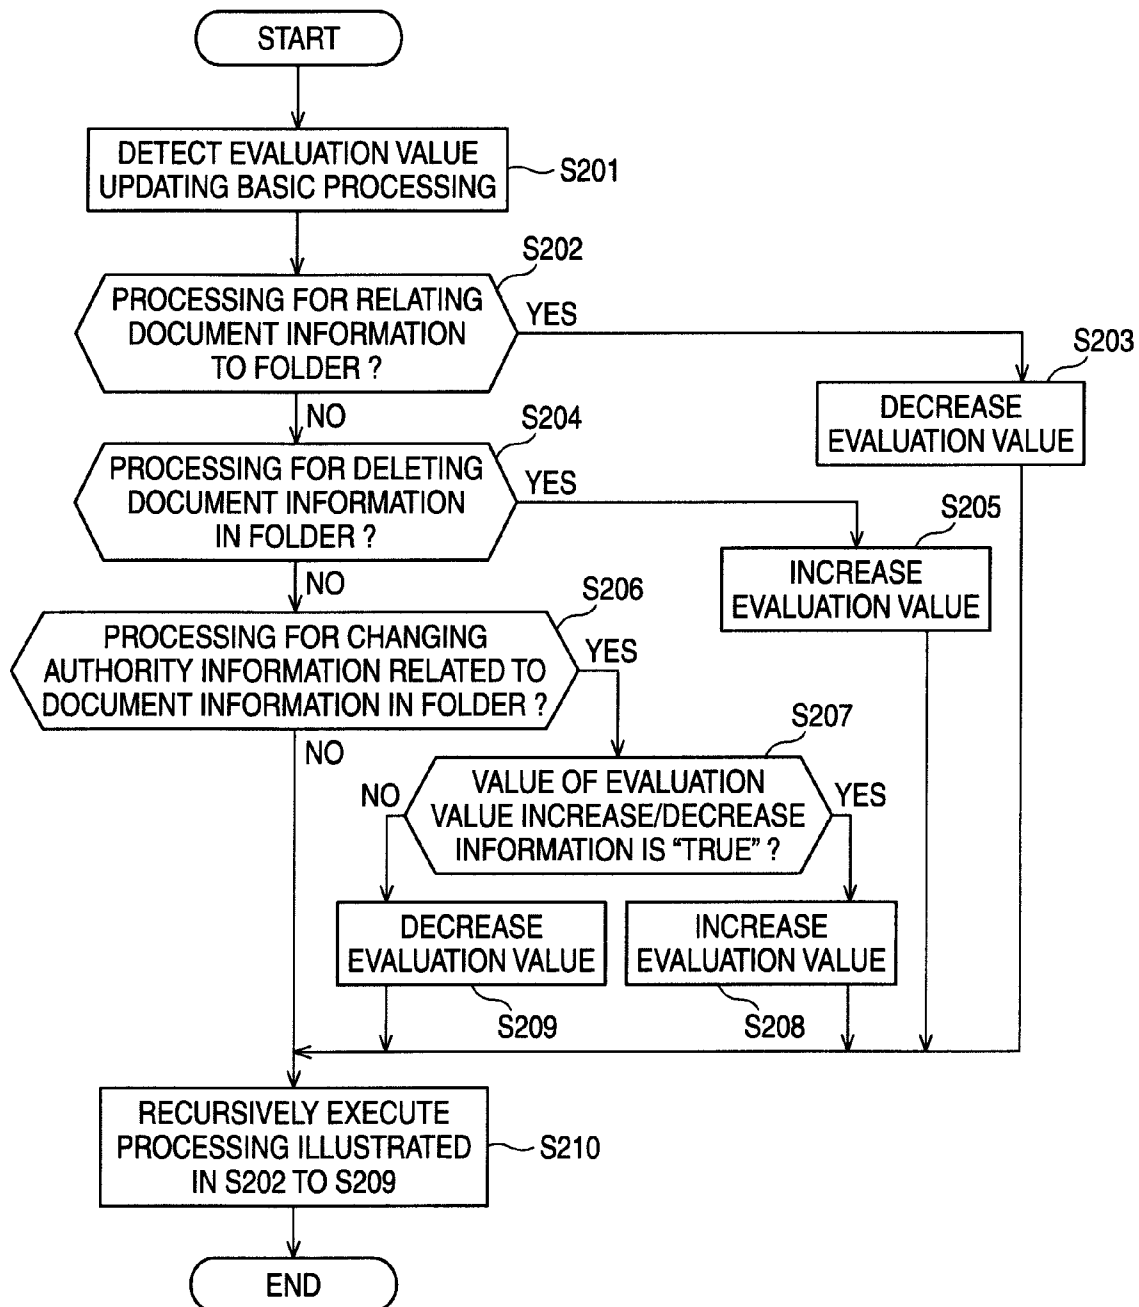 START
DETECT EVALUATION VALUE
UPDATING BASIC PROCESSING
S201
S202
PROCESSING FOR RELATING
DOCUMENT INFORMATION
TO FOLDER ?
YES
NO
S203
DECREASE
EVALUATION VALUE
S204
PROCESSING FOR DELETING
DOCUMENT INFORMATION
IN FOLDER ?
YES
NO
S205
INCREASE
EVALUATION VALUE
S206
PROCESSING FOR CHANGING
AUTHORITY INFORMATION RELATED TO
DOCUMENT INFORMATION IN FOLDER ?
YES
NO
S207
VALUE OF EVALUATION
VALUE INCREASE/DECREASE
INFORMATION IS “TRUE” ?
NO
YES
DECREASE
EVALUATION VALUE
S209
INCREASE
EVALUATION VALUE
S208
RECURSIVELY EXECUTE
PROCESSING ILLUSTRATED
IN S202 TO S209
S210
END